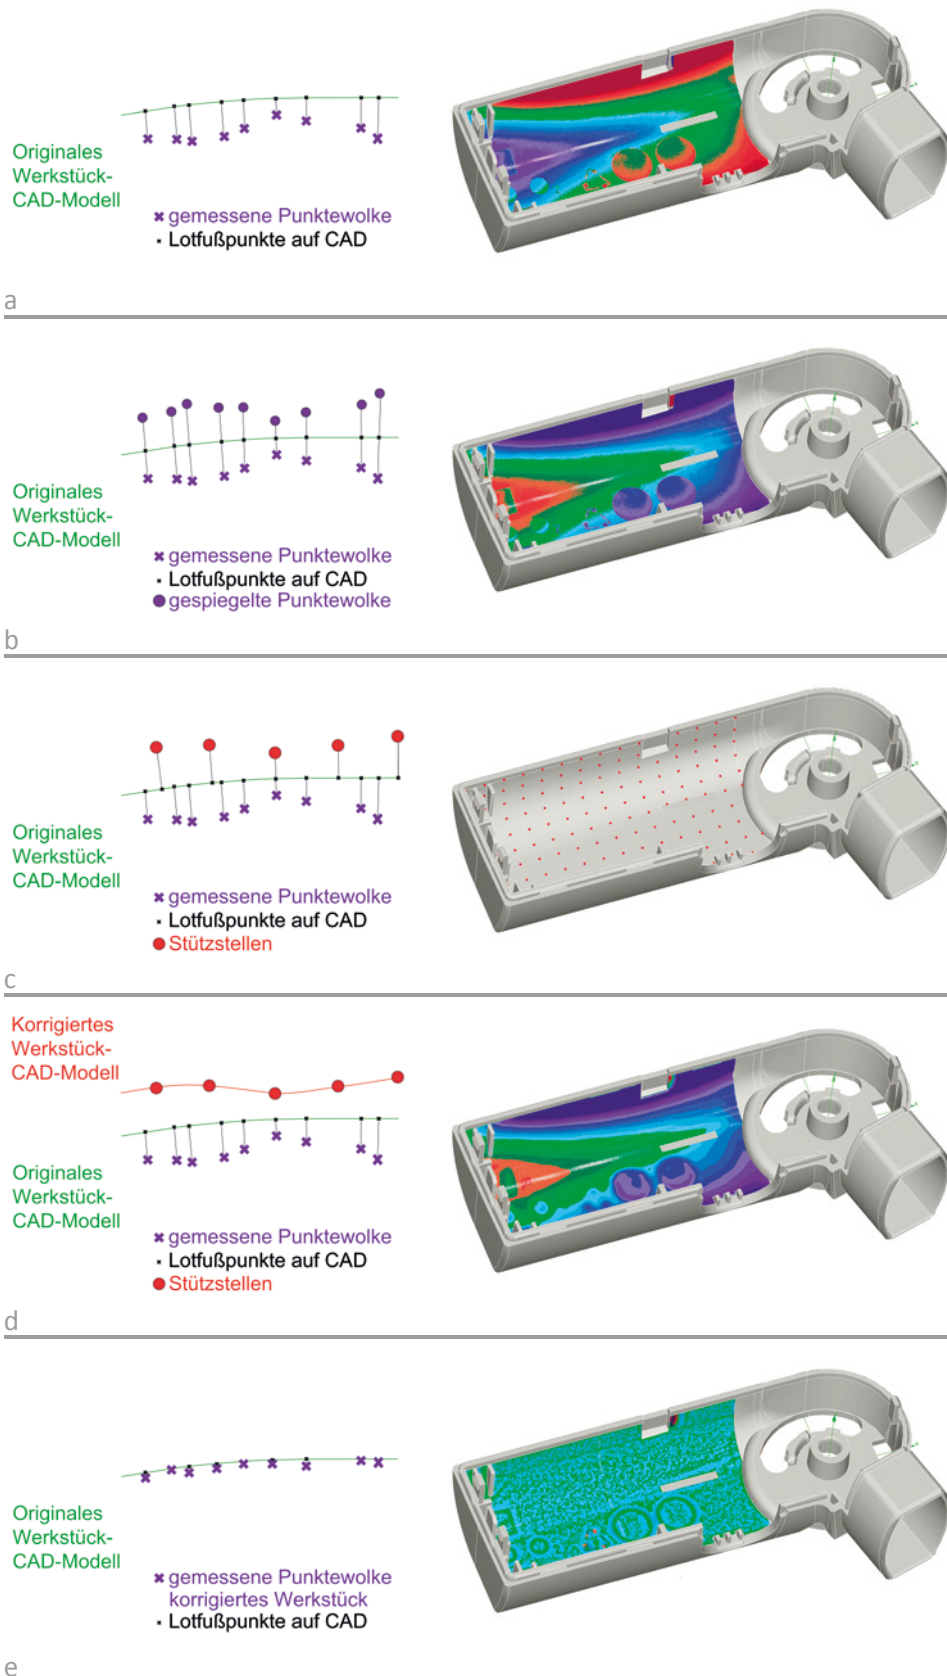 Originales
Werkstück-
CAD-Modell
gemessene Punktewolke
Lotfußpunkte auf CAD
a
Originales
Werkstück-
CAD-Modell
gemessene Punktewolke
Lotfußpunkte auf CAD
gespiegelte Punktewolke
b
Originales
Werkstück-
CAD-Modell
gemessene Punktewolke
Lotfußpunkte auf CAD
Stützstellen
c
Korrigiertes
Werkstück-
CAD-Modell
Originales
Werkstück-
CAD-Modell
gemessene Punktewolke
Lotfußpunkte auf CAD
Stützstellen
d
Originales
Werkstück-
CAD-Modell
gemessene Punktewolke
korrigiertes Werkstück
Lotfußpunkte auf CAD
e